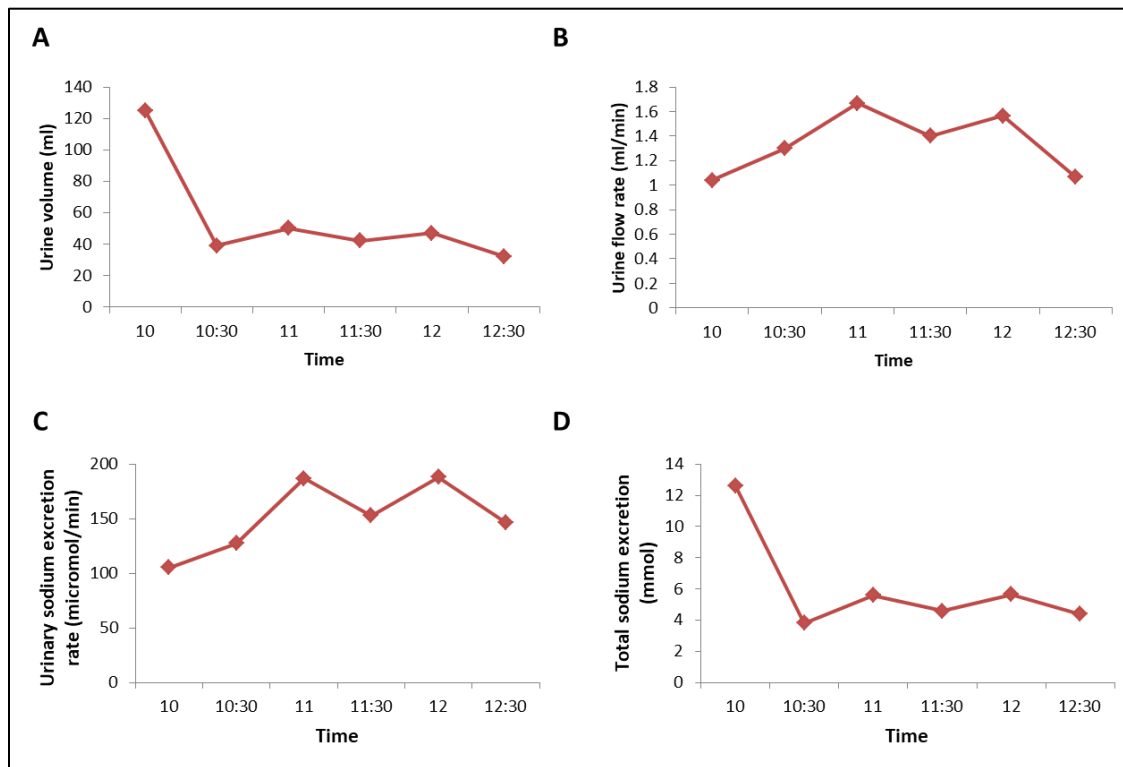 A
Urine volume (ml)
140
120
100
80
60
40
20
0
10 10:30 11 11:30 12 12:30
Time
B
Urine flow rate (ml/min)
1.8
1.6
1.4
1.2
1
0.8
0.6
0.4
0.2
0
10 10:30 11 11:30 12 12:30
Time
C
Urinary sodium excretion
rate (micromol/min)
200
150
100
50
0
10 10:30 11 11:30 12 12:30
Time
D
Total sodium excretion
(mmol)
14
12
10
8
6
4
2
0
10 10:30 11 11:30 12 12:30
Time